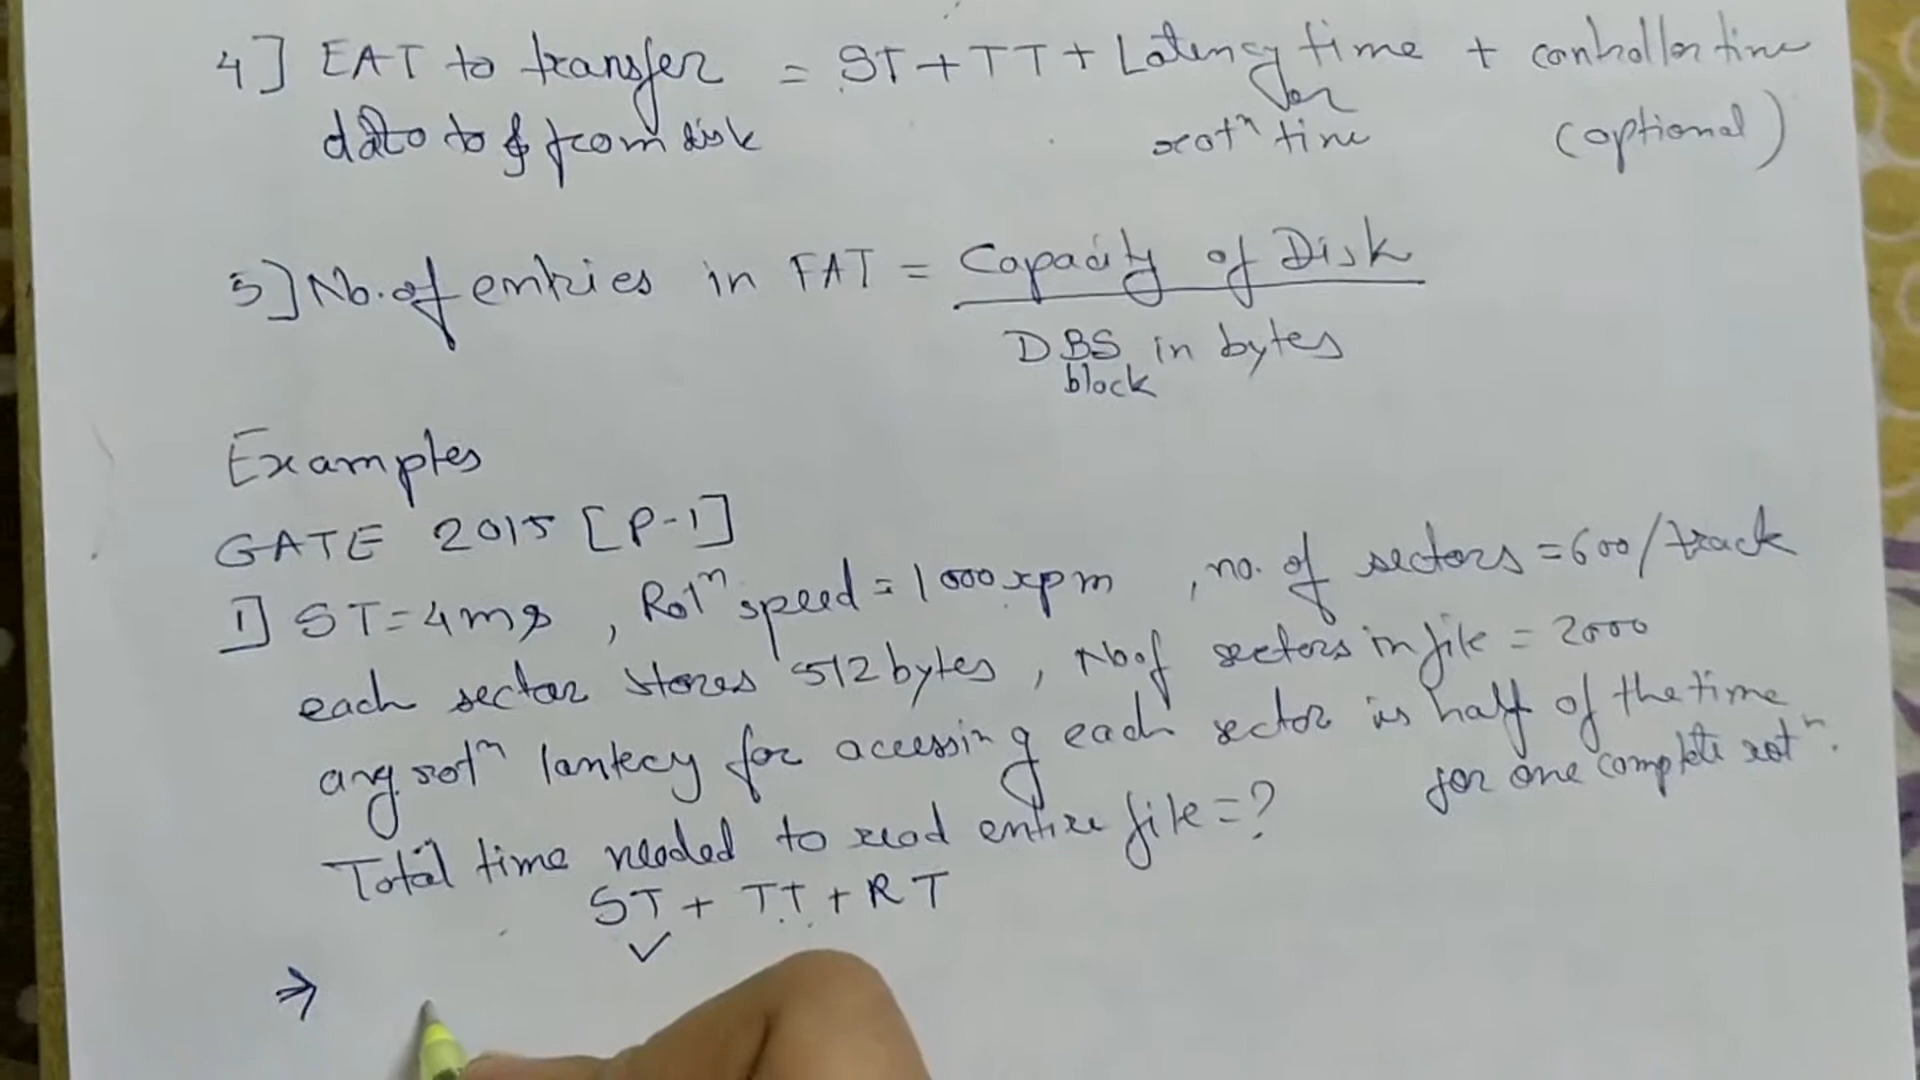 4] EAT to transfer = ST + TT + Latency time + controller time
data to & from disk or rotⁿ time (optional)
5] No. of entries in FAT = Capacity of Disk
DBS in bytes
block
Examples
GATE 2015 [P-1]
1] ST = 4ms , Rotⁿ speed = 1000 rpm , no. of sectors = 600/track
each sector stores 512 bytes , No of sectors in file = 2000
avg. rotⁿ lantecy for acessing each sector is half of the time
for one complete rotⁿ.
Total time needed to read entire file = ?
ST + TT + RT
✓
⇒